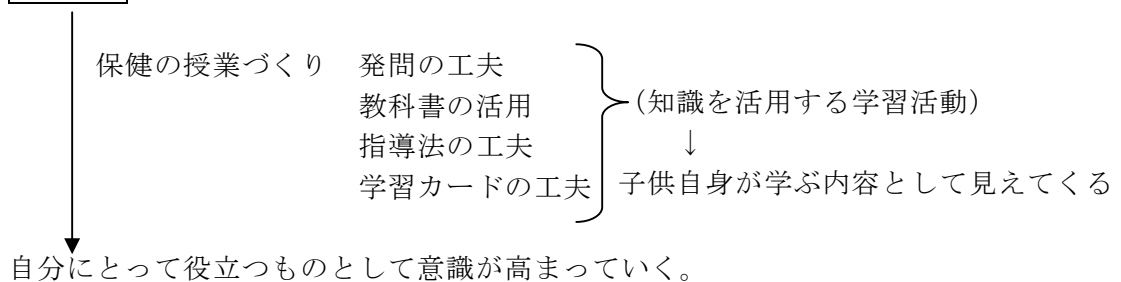 保健の授業づくり 発問の工夫
教科書の活用
(知識を活用する学習活動)
指導法の工夫
↓
学習カードの工夫
子供自身が学ぶ内容として見えてくる
自分にとって役立つものとして意識が高まっていく。